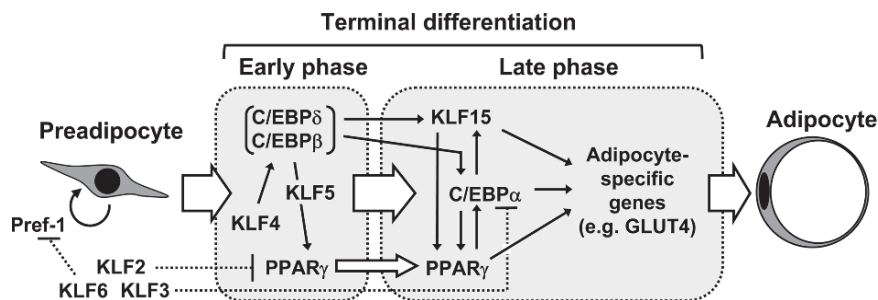 Terminal differentiation
Early phase
Late phase
Preadipocyte
Adipocyte
C/EBPδ
C/EBPβ
KLF15
KLF5
KLF4
C/EBPα
Adipocyte-
specific
genes
(e.g. GLUT4)
Pref-1
KLF2
PPARγ
PPARγ
KLF6 KLF3